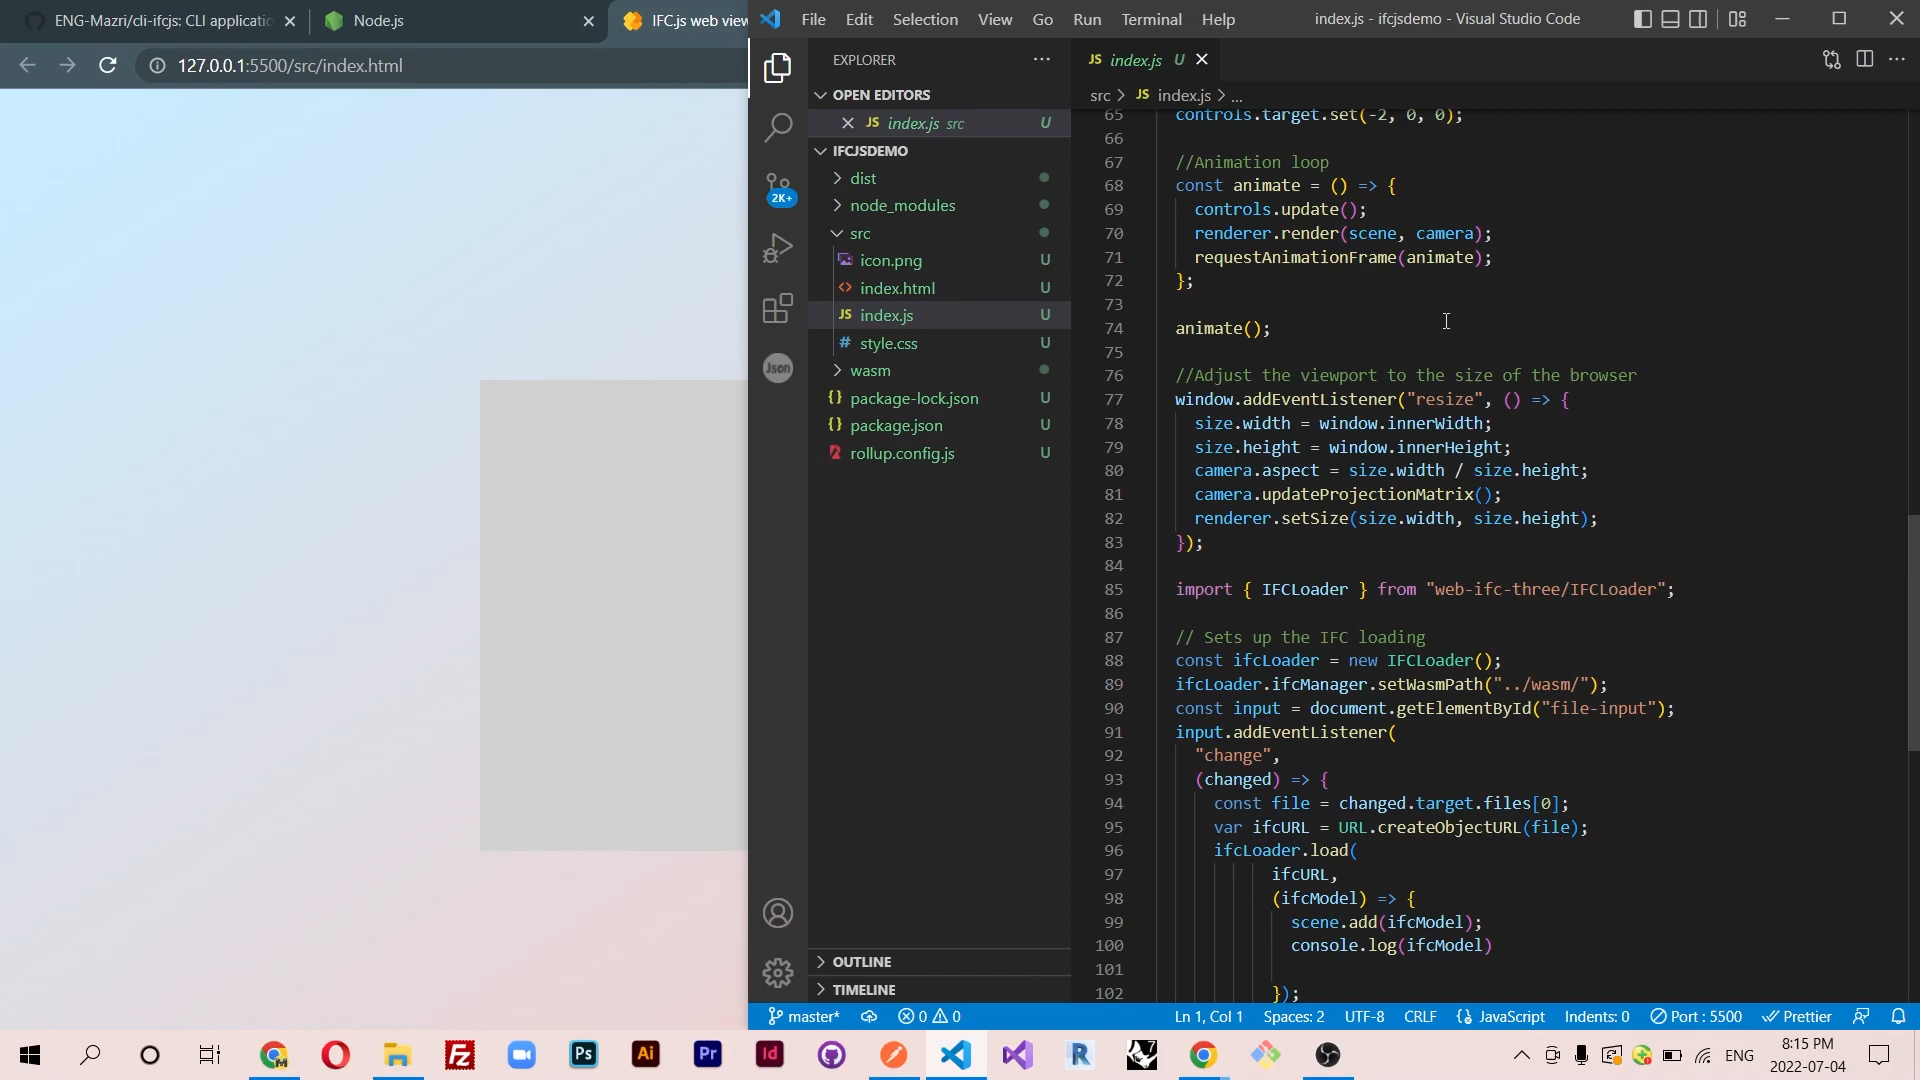 ENG-Mazri/cli-ifcjs: CLI applicatio
Node.js
IFC.js web view
127.0.0.1:5500/src/index.html
File Edit Selection View Go Run Terminal Help
index.js - ifcjsdemo - Visual Studio Code
EXPLORER
OPEN EDITORS
JS index.js src U
IFCJSDEMO
dist
node_modules
src
icon.png U
<> index.html U
JS index.js U
# style.css U
wasm
{} package-lock.json U
{} package.json U
rollup.config.js U
OUTLINE
TIMELINE
2K+
Json
JS index.js U
src > JS index.js > ...
65 controls.target.set(-2, 0, 0);
66
67 //Animation loop
68 const animate = () => {
69 controls.update();
70 renderer.render(scene, camera);
71 requestAnimationFrame(animate);
72 };
73
74 animate();
75
76 //Adjust the viewport to the size of the browser
77 window.addEventListener("resize", () => {
78 size.width = window.innerWidth;
79 size.height = window.innerHeight;
80 camera.aspect = size.width / size.height;
81 camera.updateProjectionMatrix();
82 renderer.setSize(size.width, size.height);
83 });
84
85 import { IFCLoader } from "web-ifc-three/IFCLoader";
86
87 // Sets up the IFC loading
88 const ifcLoader = new IFCLoader();
89 ifcLoader.ifcManager.setWasmPath("../wasm/");
90 const input = document.getElementById("file-input");
91 input.addEventListener(
92 "change",
93 (changed) => {
94 const file = changed.target.files[0];
95 var ifcURL = URL.createObjectURL(file);
96 ifcLoader.load(
97 ifcURL,
98 (ifcModel) => {
99 scene.add(ifcModel);
100 console.log(ifcModel)
101
102 });
master* 0 0 Ln 1, Col 1 Spaces: 2 UTF-8 CRLF {} JavaScript Indents: 0 Port : 5500 Prettier
Fz Ps Ai Pr Id R 7
ENG
8:15 PM
2022-07-04